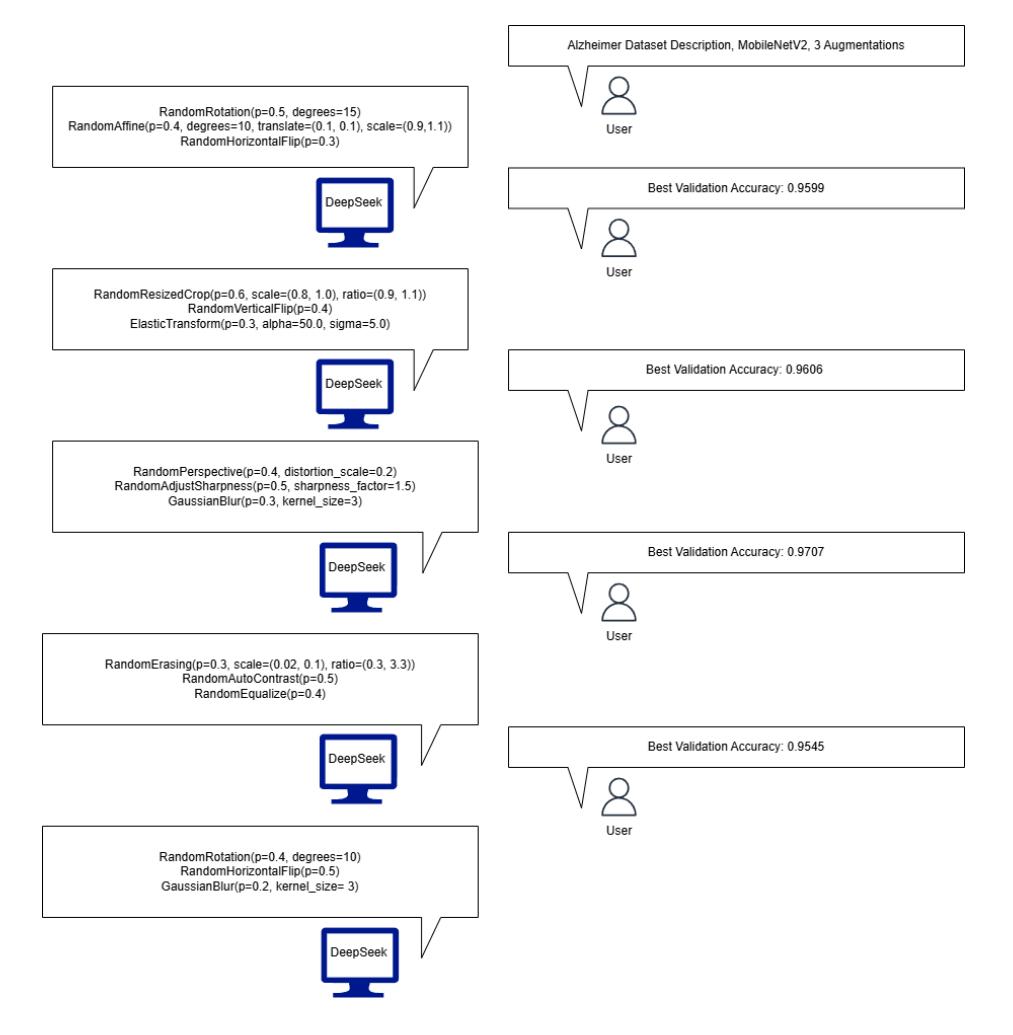 Alzheimer Dataset Description, MobileNetV2, 3 Augmentations
User
RandomRotation(p=0.5, degrees=15)
RandomAffine(p=0.4, degrees=10, translate=(0.1, 0.1), scale=(0.9,1.1))
RandomHorizontalFlip(p=0.3)
DeepSeek
Best Validation Accuracy: 0.9599
User
RandomResizedCrop(p=0.6, scale=(0.8, 1.0), ratio=(0.9, 1.1))
RandomVerticalFlip(p=0.4)
ElasticTransform(p=0.3, alpha=50.0, sigma=5.0)
DeepSeek
Best Validation Accuracy: 0.9606
User
RandomPerspective(p=0.4, distortion_scale=0.2)
RandomAdjustSharpness(p=0.5, sharpness_factor=1.5)
GaussianBlur(p=0.3, kernel_size=3)
DeepSeek
Best Validation Accuracy: 0.9707
User
RandomErasing(p=0.3, scale=(0.02, 0.1), ratio=(0.3, 3.3))
RandomAutoContrast(p=0.5)
RandomEqualize(p=0.4)
DeepSeek
Best Validation Accuracy: 0.9545
User
RandomRotation(p=0.4, degrees=10)
RandomHorizontalFlip(p=0.5)
GaussianBlur(p=0.2, kernel_size= 3)
DeepSeek